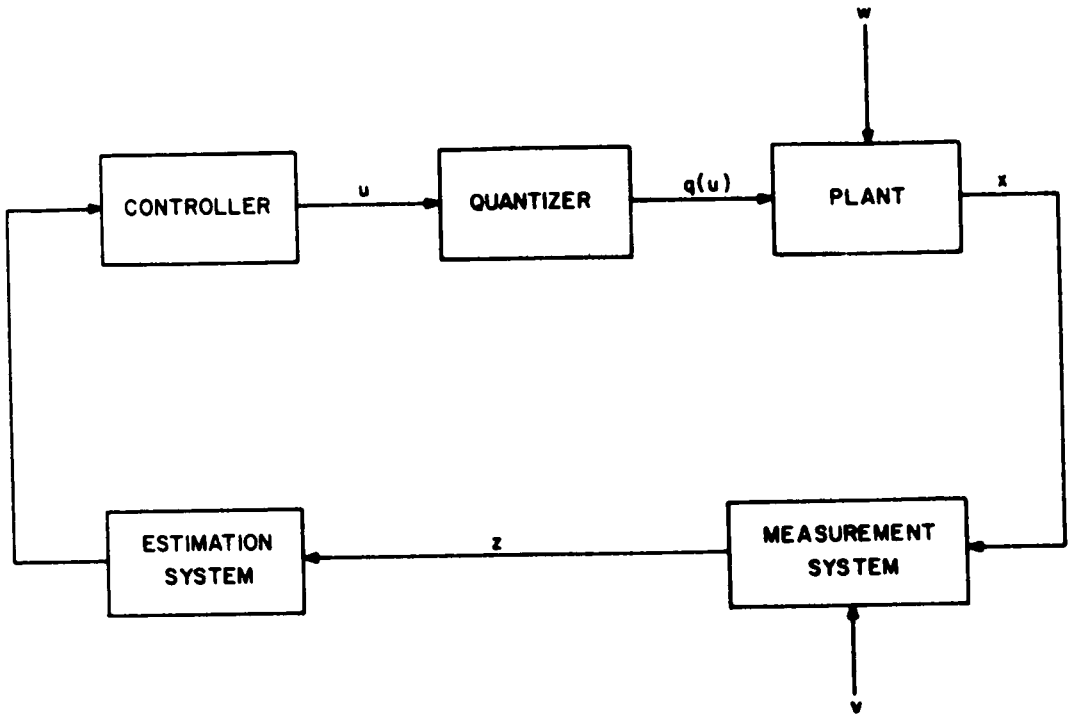 w
CONTROLLER
u
QUANTIZER
q(u)
PLANT
x
ESTIMATION
SYSTEM
z
MEASUREMENT
SYSTEM
v